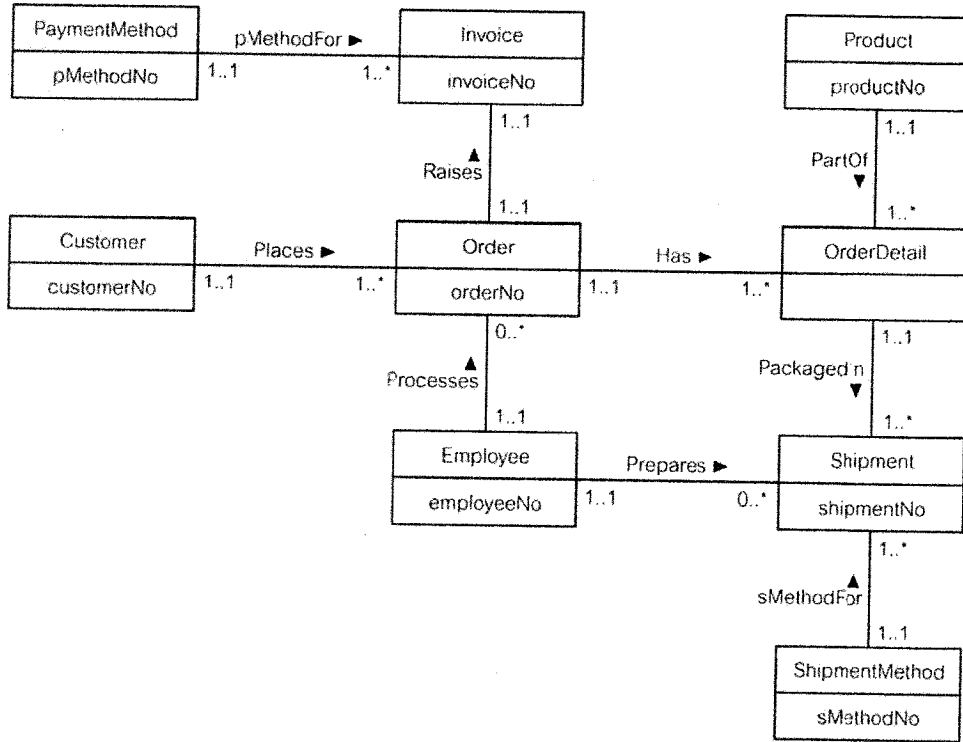 PaymentMethod
pMethodNo
pMethodFor ►
1..1
1..*
Invoice
invoiceNo
1..1
Product
productNo
1..1
Raises ▲
PartOf ▼
1..1
1..*
Customer
customerNo
Places ►
1..1
1..*
Order
orderNo
Has ►
1..1
1..*
OrderDetail
0..*
1..1
Processes ▲
Packaged n ▼
1..1
1..*
Employee
employeeNo
Prepares ►
1..1
0..*
Shipment
shipmentNo
1..*
sMethodFor ▲
1..1
ShipmentMethod
sMethodNo